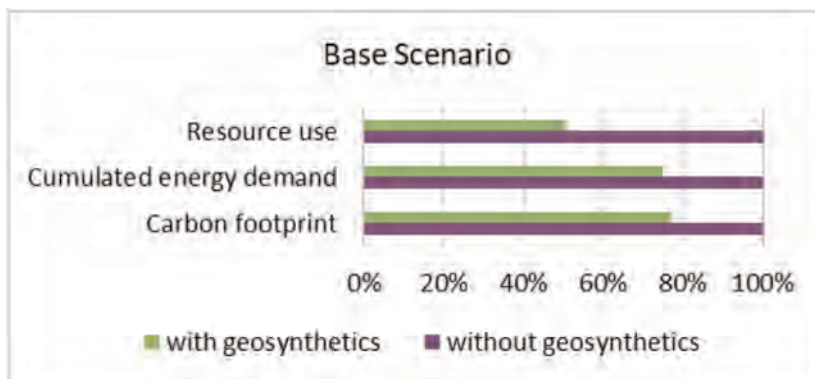 Base Scenario
Resource use
Cumulated energy demand
Carbon footprint
0% 20% 40% 60% 80% 100%
with geosynthetics without geosynthetics